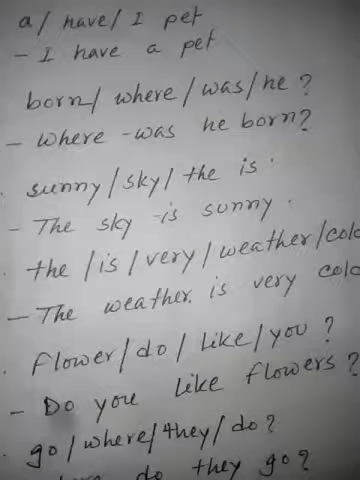 a/ have/ I pet
- I have a pet
born/ where/was/he?
- where was he born?
. sunny/sky/the is.
- The sky is sunny.
. the/is/very/weather/cold
- The weather is very cold
. flower/do/like/you?
- Do you like flowers?
. go/where/they/do?
do they go?